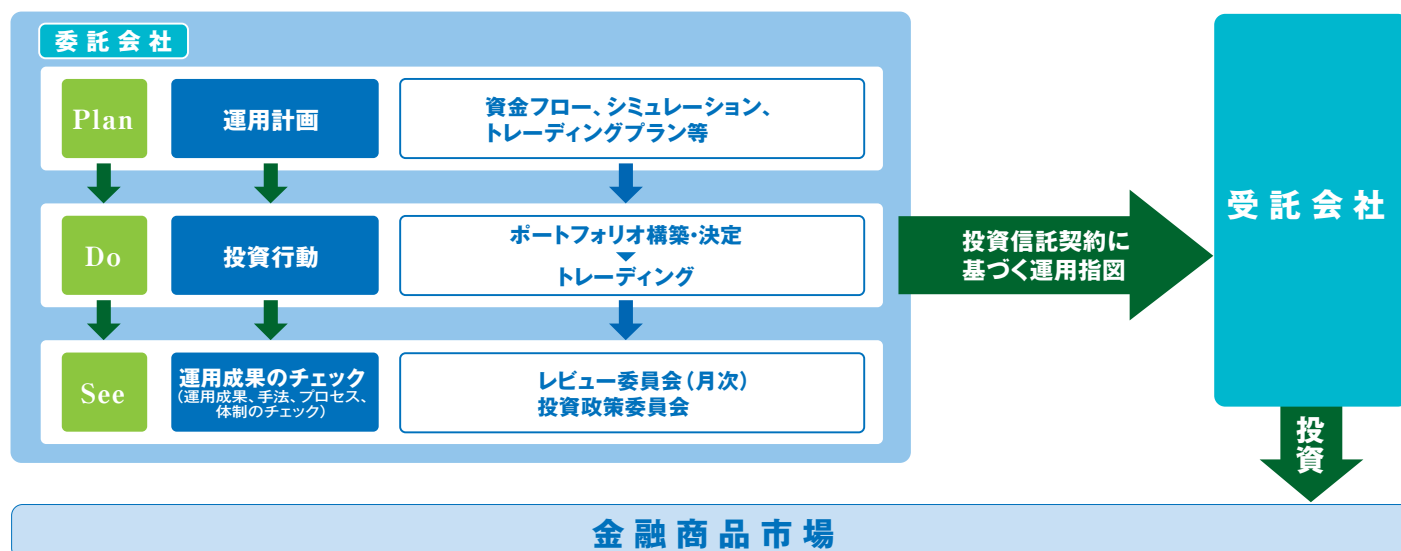 委託会社
Plan
運用計画
資金フロー、シミュレーション、
トレーディングプラン等
Do
投資行動
ポートフォリオ構築・決定
トレーディング
See
運用成果のチェック
(運用成果、手法、プロセス、
体制のチェック)
レビュー委員会(月次)
投資政策委員会
投資信託契約に
基づく運用指図
受託会社
投資
金融商品市場